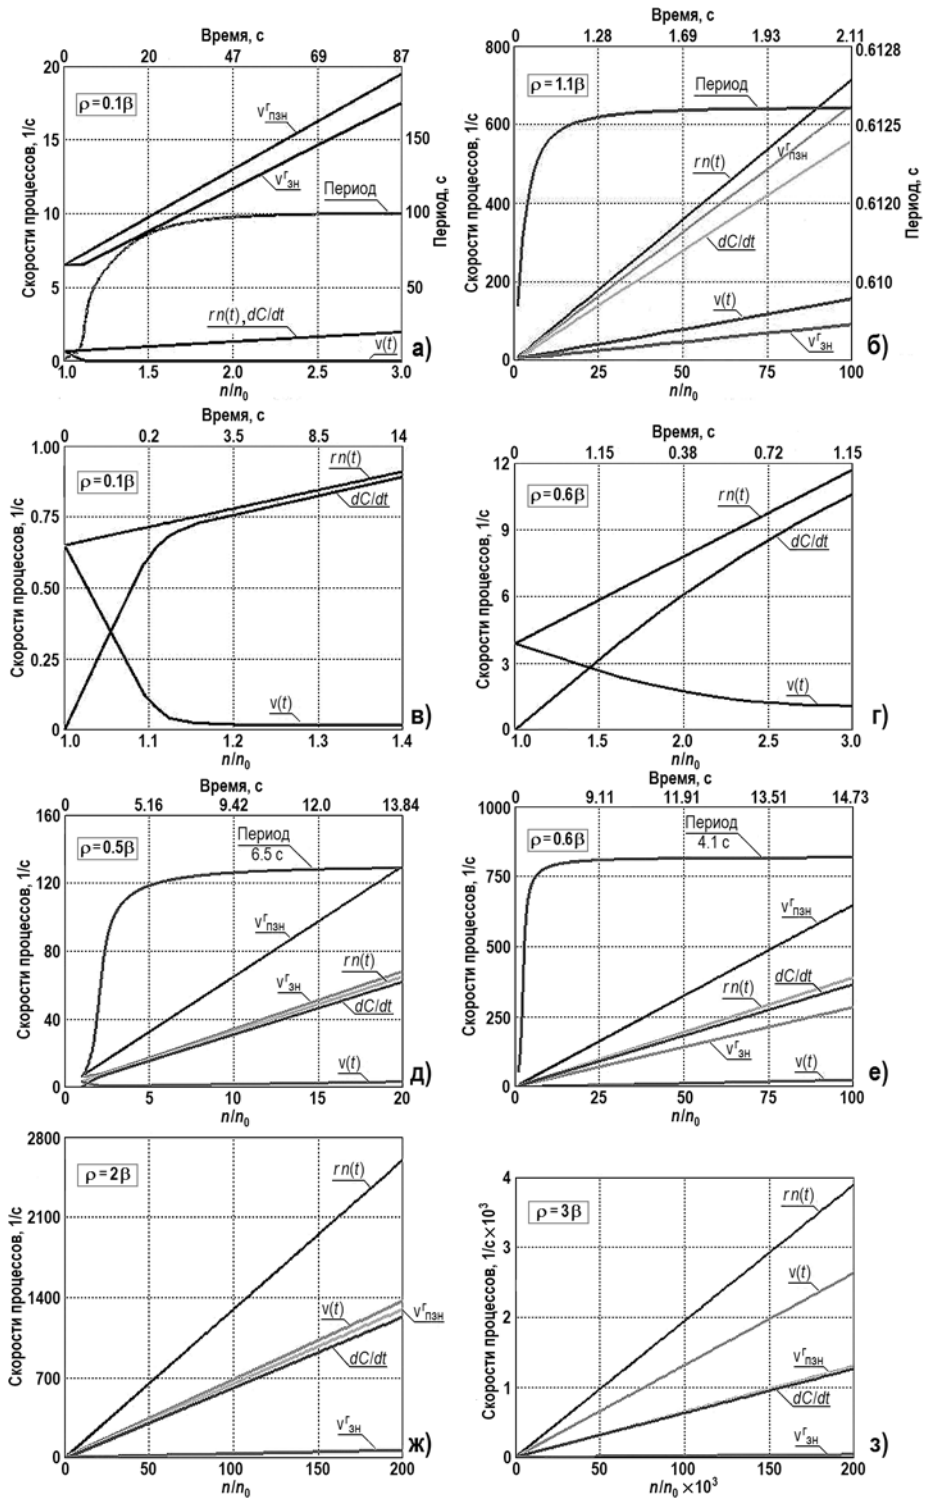 Время, с
0 20 47 69 87
20
15
10
5
0
Скорости процессов, 1/с
ρ=0.1β
vʳпзн
vʳзн
Период
rn(t), dC/dt
v(t)
а)
150
100
50
0
Период, с
1.0 1.5 2.0 2.5 3.0
n/n₀
Время, с
0 1.28 1.69 1.93 2.11
800
600
400
200
0
Скорости процессов, 1/с
ρ=1.1β
Период
rn(t)
vʳпзн
dC/dt
v(t)
vʳзн
б)
0.6128
0.6125
0.6120
0.610
Период, с
0 25 50 75 100
n/n₀
Время, с
0 0.2 3.5 8.5 14
1.00
0.75
0.50
0.25
0
Скорости процессов, 1/с
ρ=0.1β
rn(t)
dC/dt
v(t)
в)
1.0 1.1 1.2 1.3 1.4
n/n₀
Время, с
0 1.15 0.38 0.72 1.15
12
9
6
3
0
Скорости процессов, 1/с
ρ=0.6β
rn(t)
dC/dt
v(t)
г)
1.0 1.5 2.0 2.5 3.0
n/n₀
Время, с
0 5.16 9.42 12.0 13.84
160
120
80
40
0
Скорости процессов, 1/с
ρ=0.5β
Период
6.5 с
vʳпзн
rn(t)
vʳзн
dC/dt
v(t)
д)
0 5 10 15 20
n/n₀
Время, с
0 9.11 11.91 13.51 14.73
1000
750
500
250
0
Скорости процессов, 1/с
ρ=0.6β
Период
4.1 с
vʳпзн
dC/dt
rn(t)
vʳзн
v(t)
е)
0 25 50 75 100
n/n₀
2800
2100
1400
700
0
Скорости процессов, 1/с
ρ=2β
rn(t)
v(t)
vʳпзн
dC/dt
vʳзн
ж)
0 50 100 150 200
n/n₀
4
3
2
1
0
Скорости процессов, 1/с×10³
ρ=3β
rn(t)
v(t)
vʳпзн
dC/dt
vʳзн
з)
0 50 100 150 200
n/n₀ ×10³